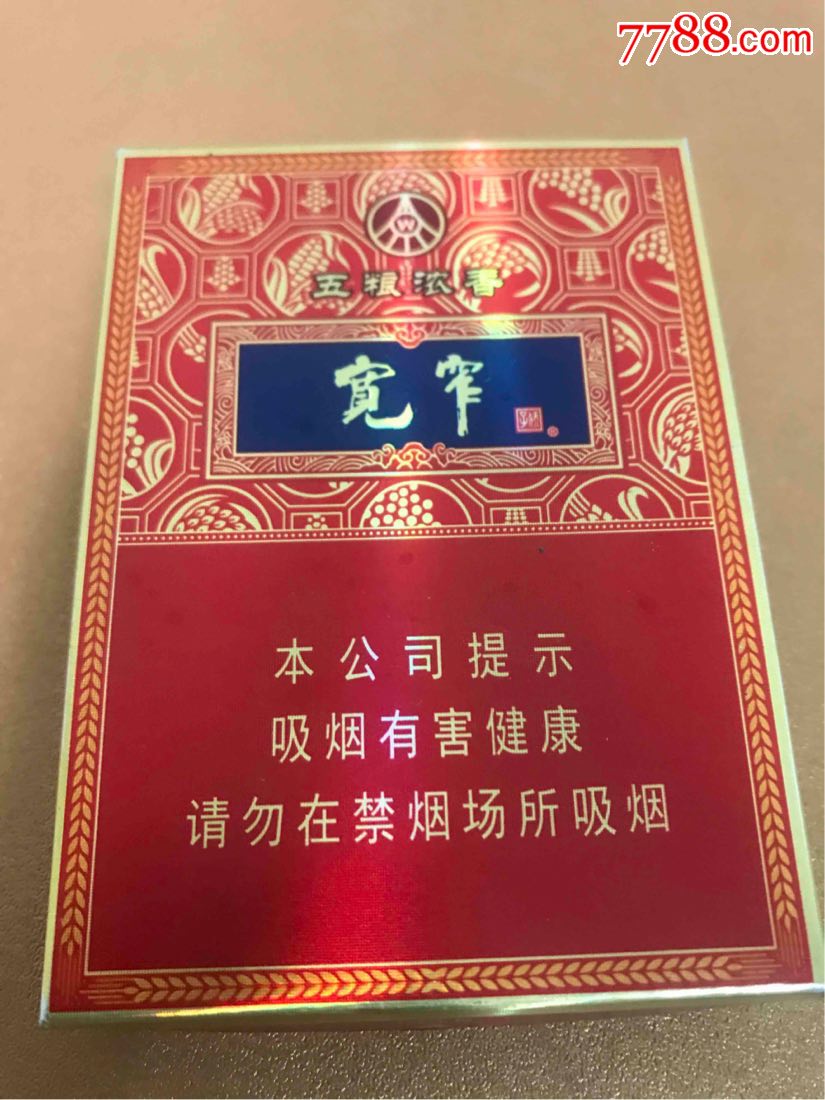 7788.com
W
五粮浓香
宽窄
®
本公司提示
吸烟有害健康
请勿在禁烟场所吸烟